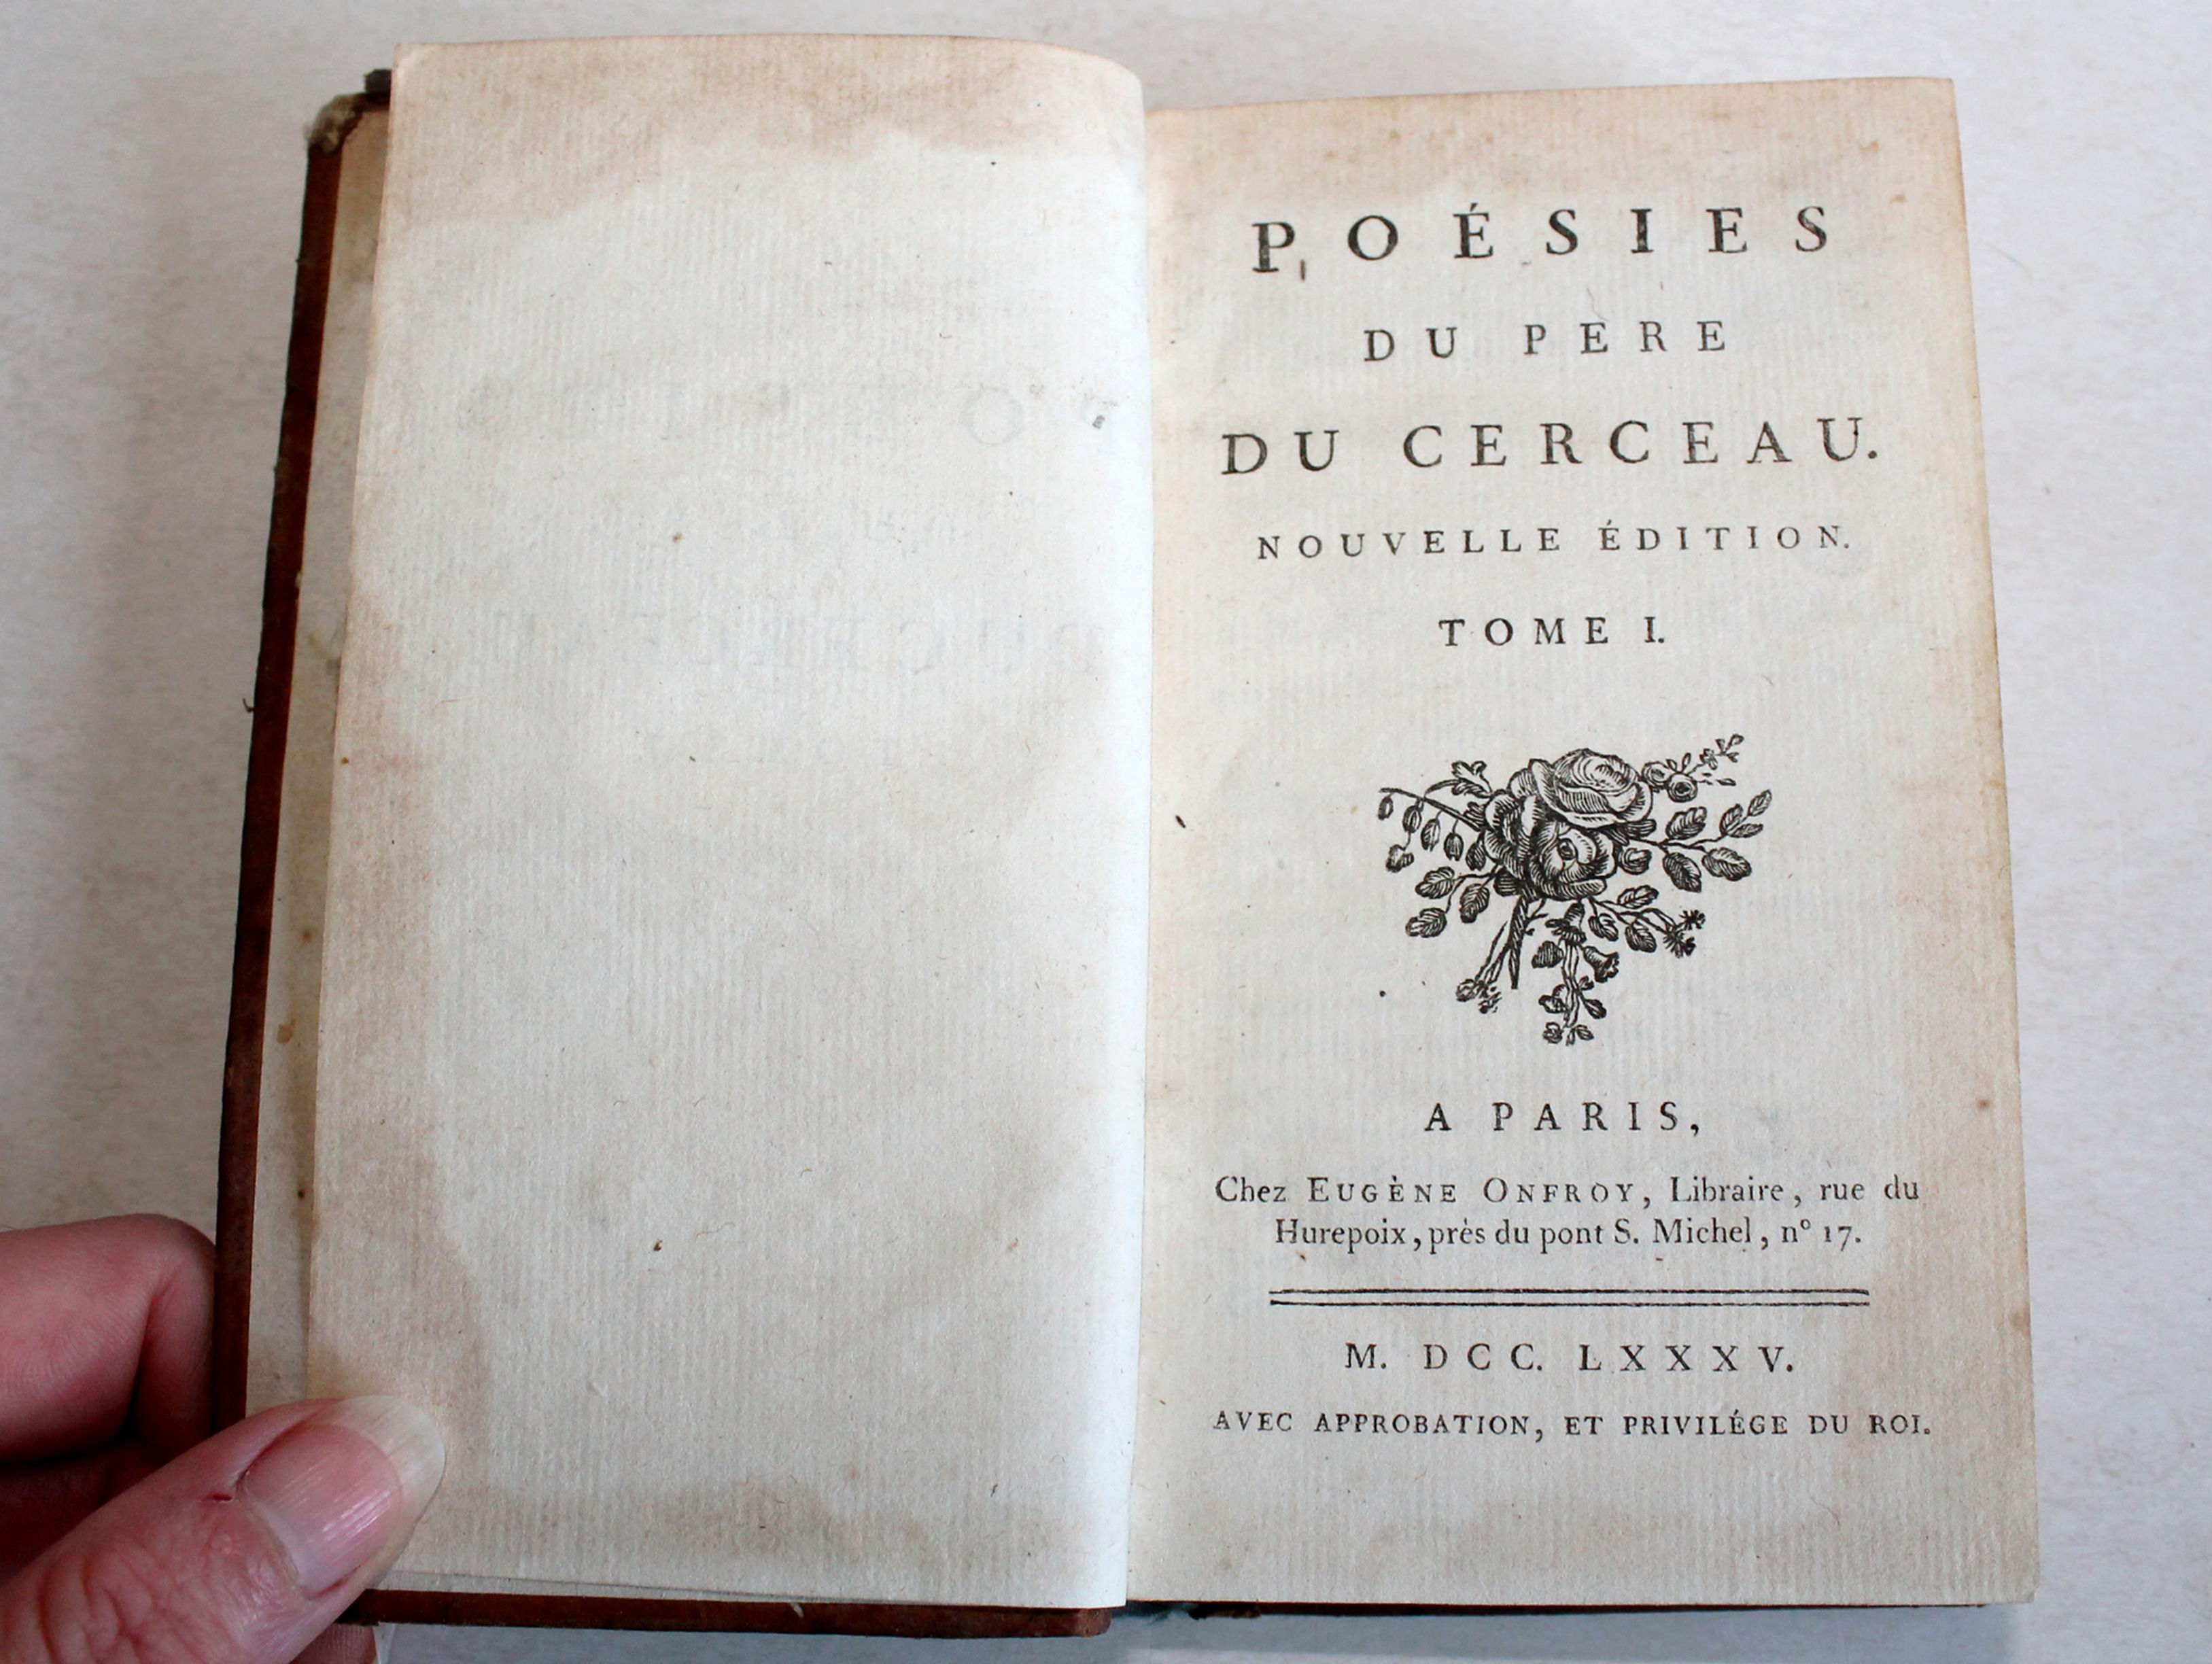 POÉSIES
DU PERE
DU CERCEAU.
NOUVELLE ÉDITION.
TOME I.
A PARIS,
Chez EUGÈNE ONFROY, Libraire, rue du
Hurepoix, près du pont S. Michel, n° 17.
M. DCC. LXXXV.
AVEC APPROBATION, ET PRIVILÉGE DU ROI.